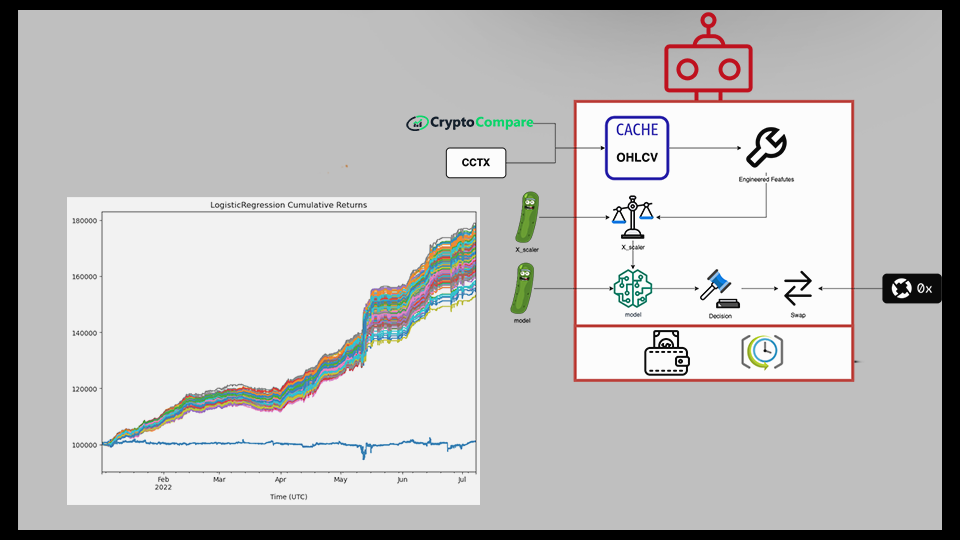 CryptoCompare
CCTX
CACHE
OHLCV
Engineered Feafutes
X_scaler
X_scaler
model
model
Decision
Swap
0x
LogisticRegression Cumulative Returns
180000
160000
140000
120000
100000
Feb
2022
Mar
Apr
May
Jun
Jul
Time (UTC)